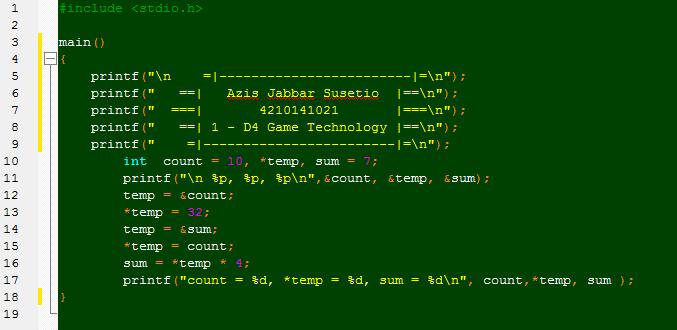 1 #include <stdio.h>
2
3 main()
4 {
5     printf("\n    =|------------------------|=\n");
6     printf("   ==|   Azis Jabbar Susetio  |==\n");
7     printf("  ===|       4210141021       |===\n");
8     printf("   ==| 1 - D4 Game Technology |==\n");
9     printf("    =|------------------------|=\n");
10         int  count = 10, *temp, sum = 7;
11         printf("\n %p, %p, %p\n",&count, &temp, &sum);
12         temp = &count;
13         *temp = 32;
14         temp = &sum;
15         *temp = count;
16         sum = *temp * 4;
17         printf("count = %d, *temp = %d, sum = %d\n", count,*temp, sum );
18 }
19